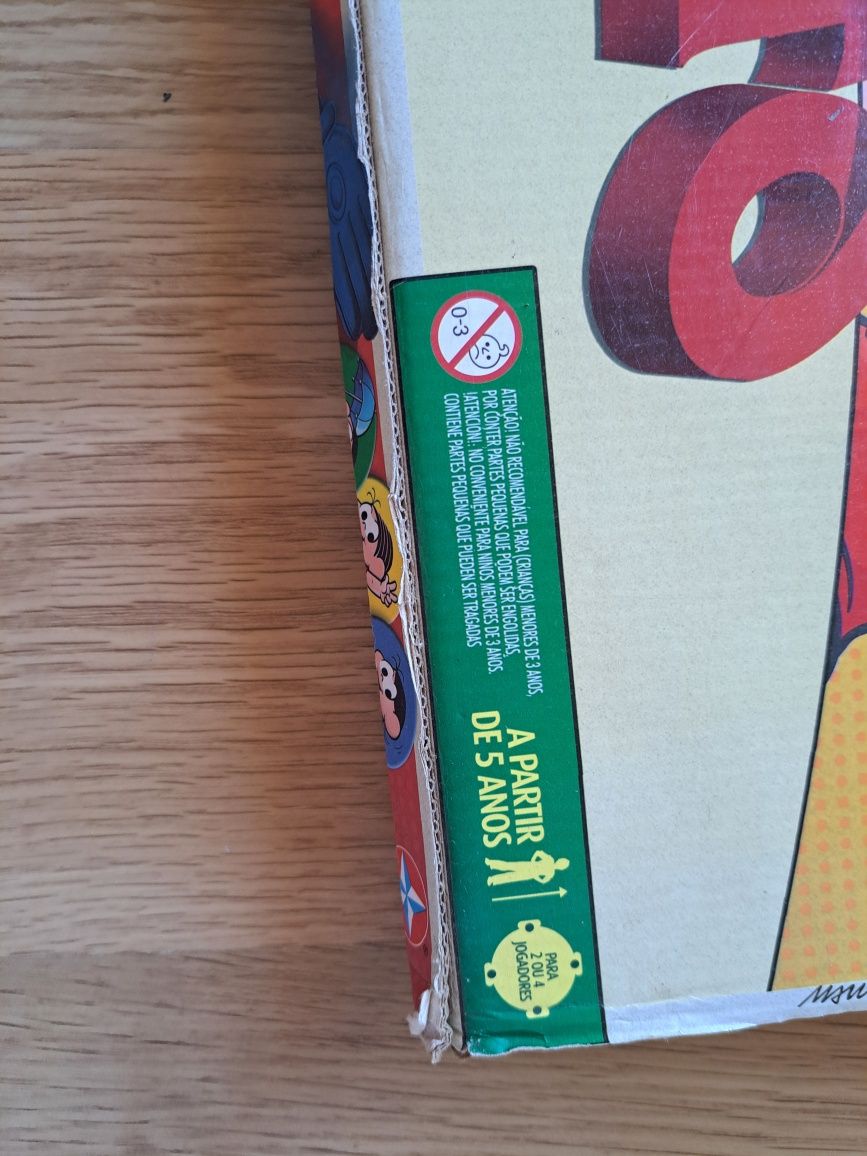 0-3
ATENÇÃO! NÃO RECOMENDÁVEL PARA (CRIANÇAS) MENORES DE 3 ANOS,
POR CONTER PARTES PEQUENAS QUE PODEM SER ENGOLIDAS.
¡ATENCIÓN!: NO CONVENIENTE PARA NIÑOS MENORES DE 3 AÑOS.
CONTIENE PARTES PEQUENAS QUE PUEDEN SER TRAGADAS
A PARTIR
DE 5 ANOS
PARA
2 OU 4
JOGADORES